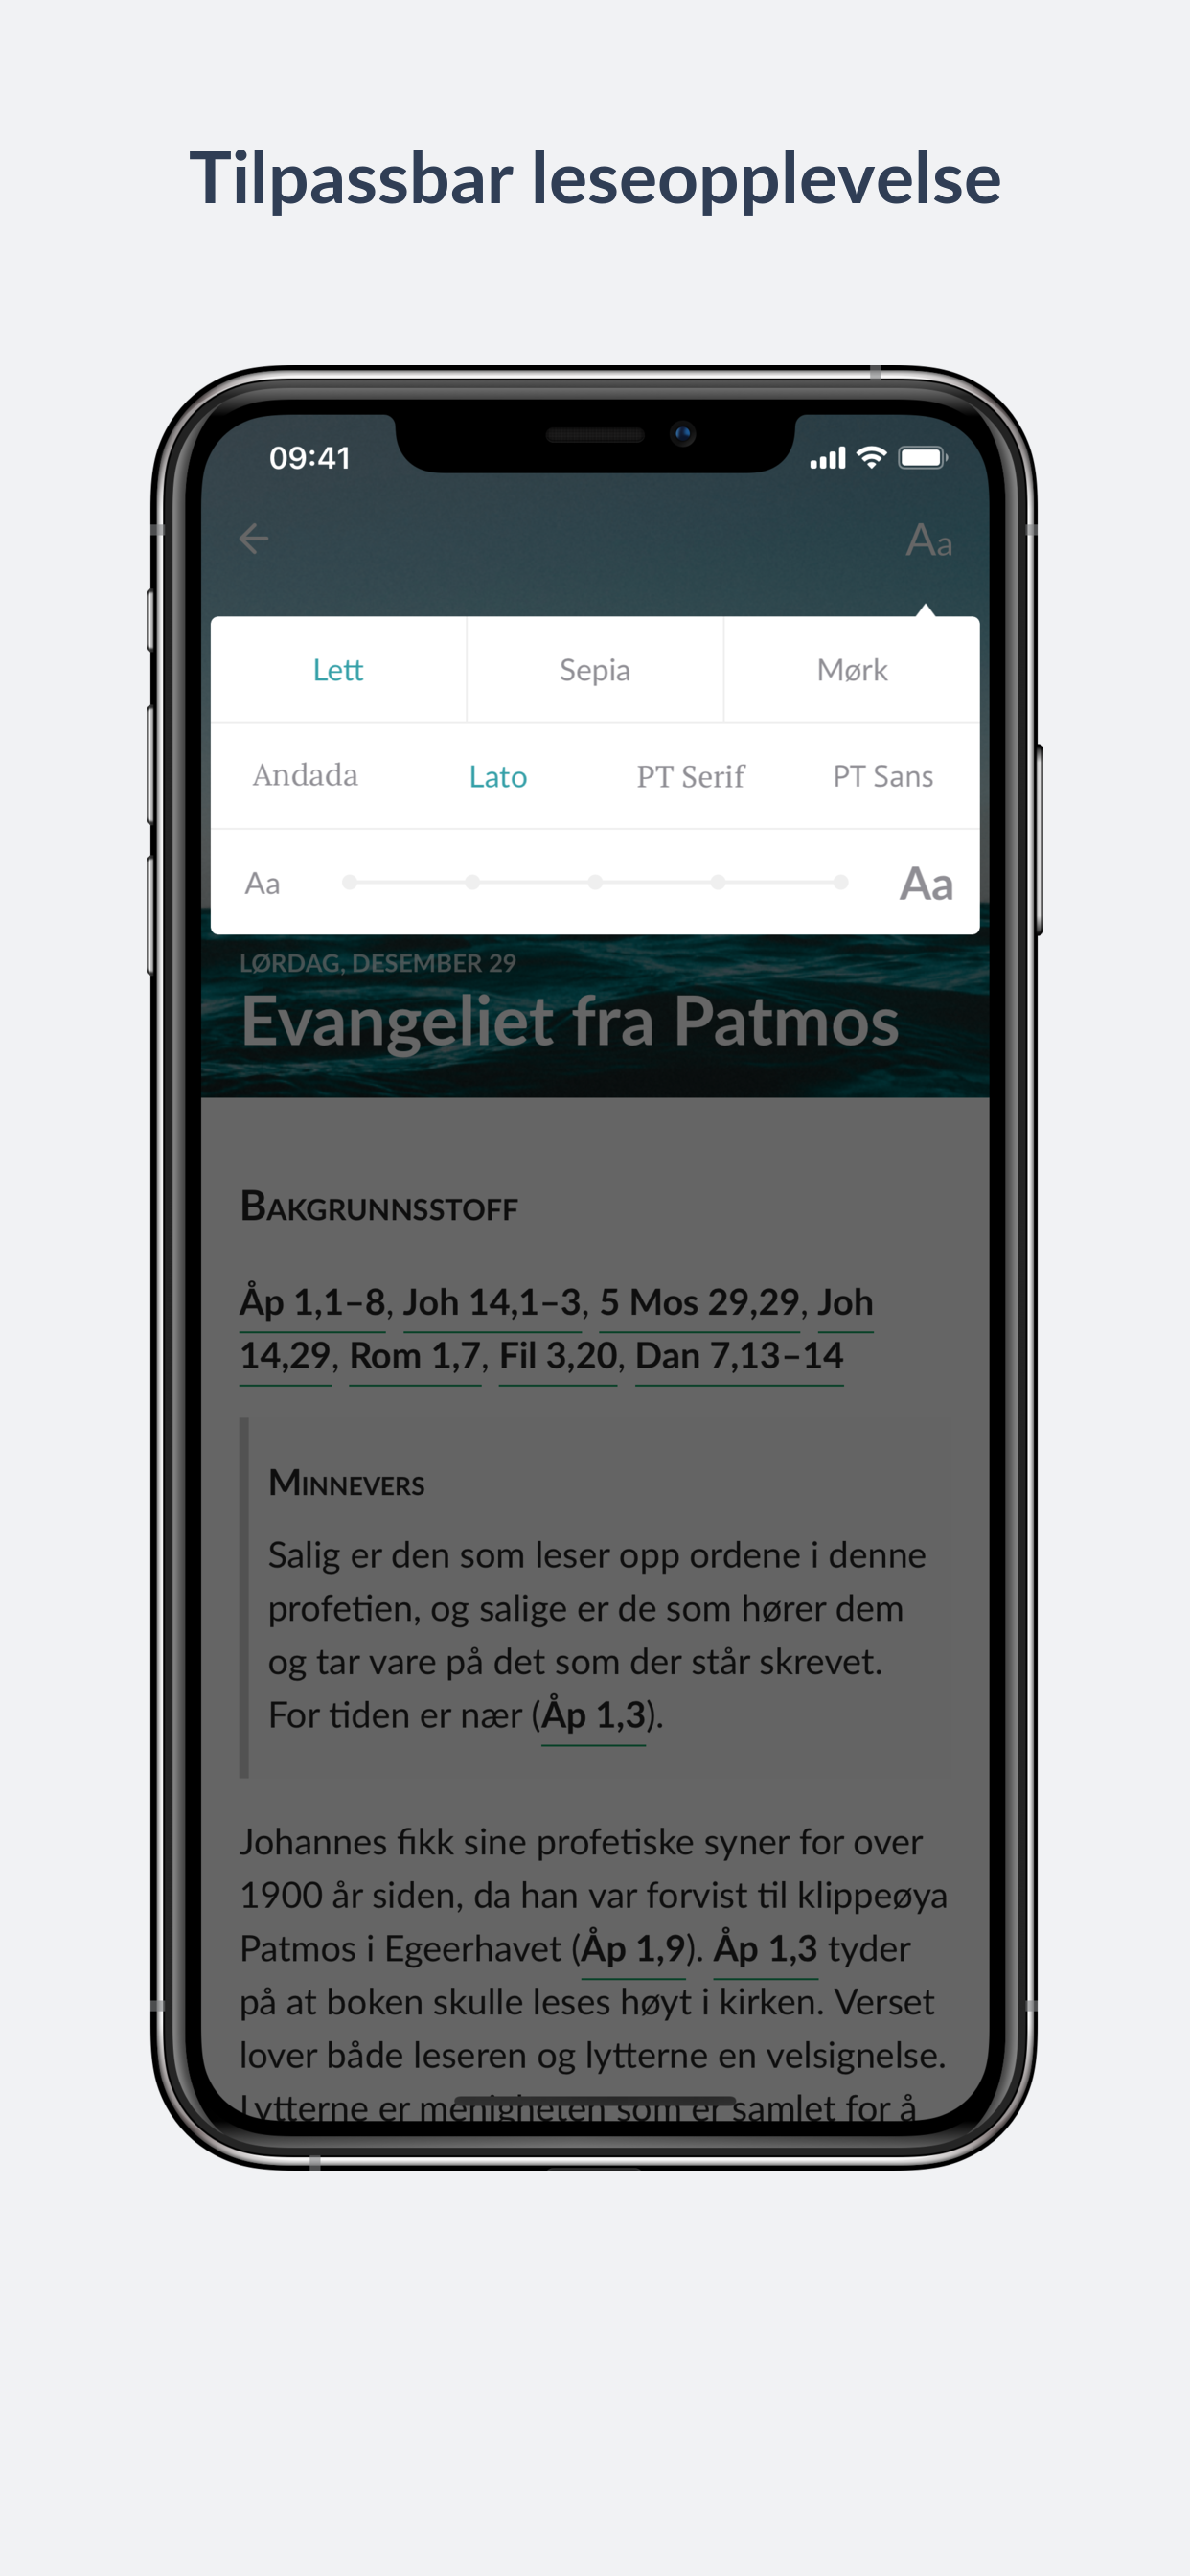 Tilpassbar leseopplevelse
09:41
Aa
Lett Sepia Mørk
Andada Lato PT Serif PT Sans
Aa Aa
LØRDAG, DESEMBER 29
Evangeliet fra Patmos
BAKGRUNNSSTOFF
Åp 1,1–8, Joh 14,1–3, 5 Mos 29,29, Joh
14,29, Rom 1,7, Fil 3,20, Dan 7,13–14
MINNEVERS
Salig er den som leser opp ordene i denne
profetien, og salige er de som hører dem
og tar vare på det som der står skrevet.
For tiden er nær (Åp 1,3).
Johannes fikk sine profetiske syner for over
1900 år siden, da han var forvist til klippeøya
Patmos i Egeerhavet (Åp 1,9). Åp 1,3 tyder
på at boken skulle leses høyt i kirken. Verset
lover både leseren og lytterne en velsignelse.
Lytterne er menigheten som er samlet for å